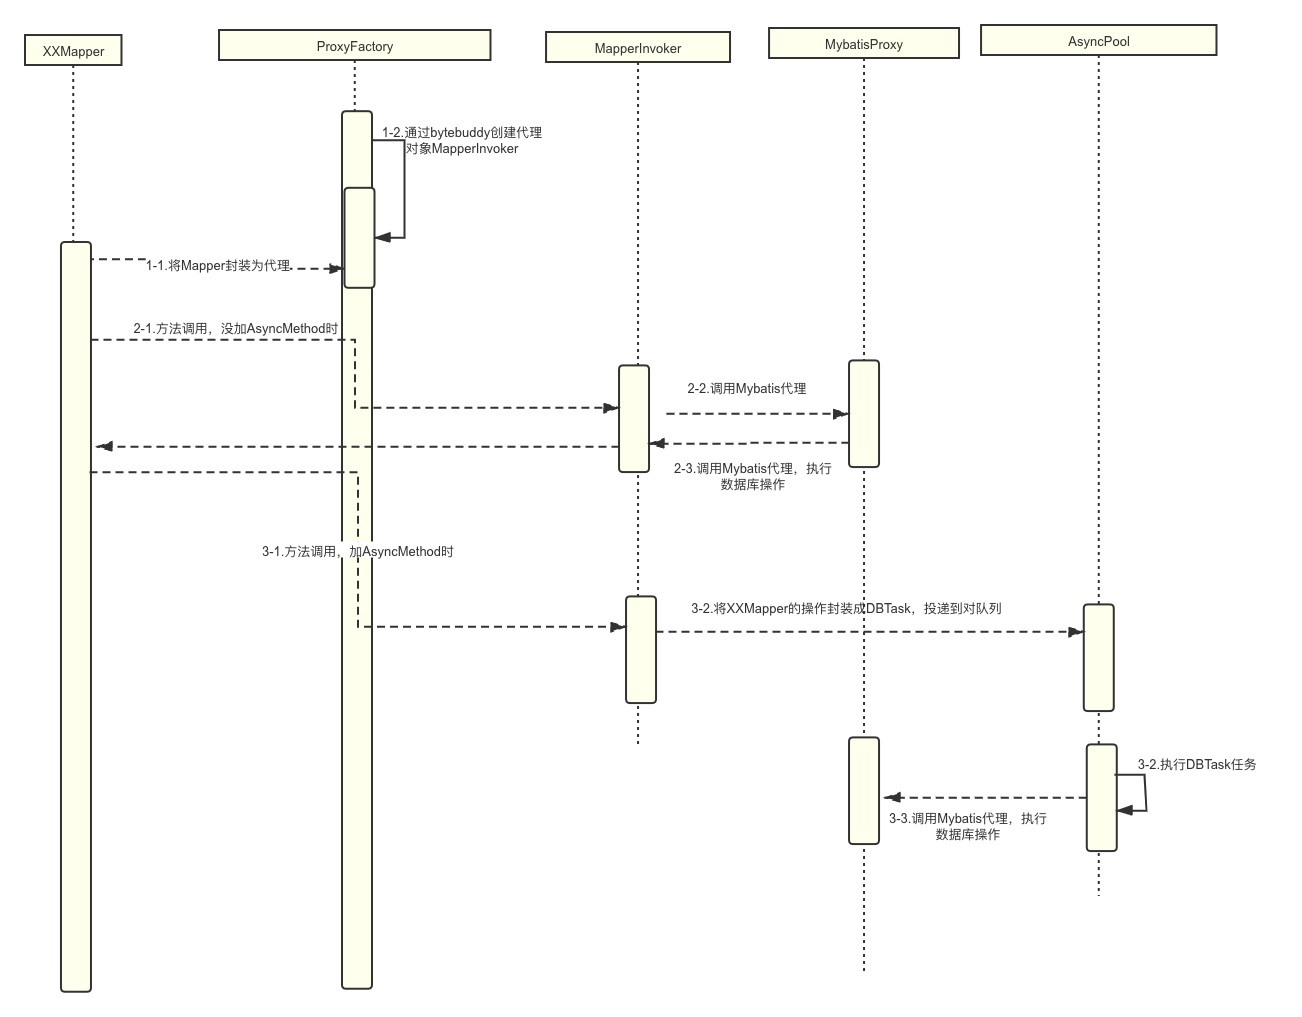 XXMapper
ProxyFactory
MapperInvoker
MybatisProxy
AsyncPool
1-2.通过bytebuddy创建代理
对象MapperInvoker
1-1.将Mapper封装为代理
2-1.方法调用，没加AsyncMethod时
2-2.调用Mybatis代理
2-3.调用Mybatis代理，执行
数据库操作
3-1.方法调用，加AsyncMethod时
3-2.将XXMapper的操作封装成DBTask，投递到对队列
3-2.执行DBTask任务
3-3.调用Mybatis代理，执行
数据库操作